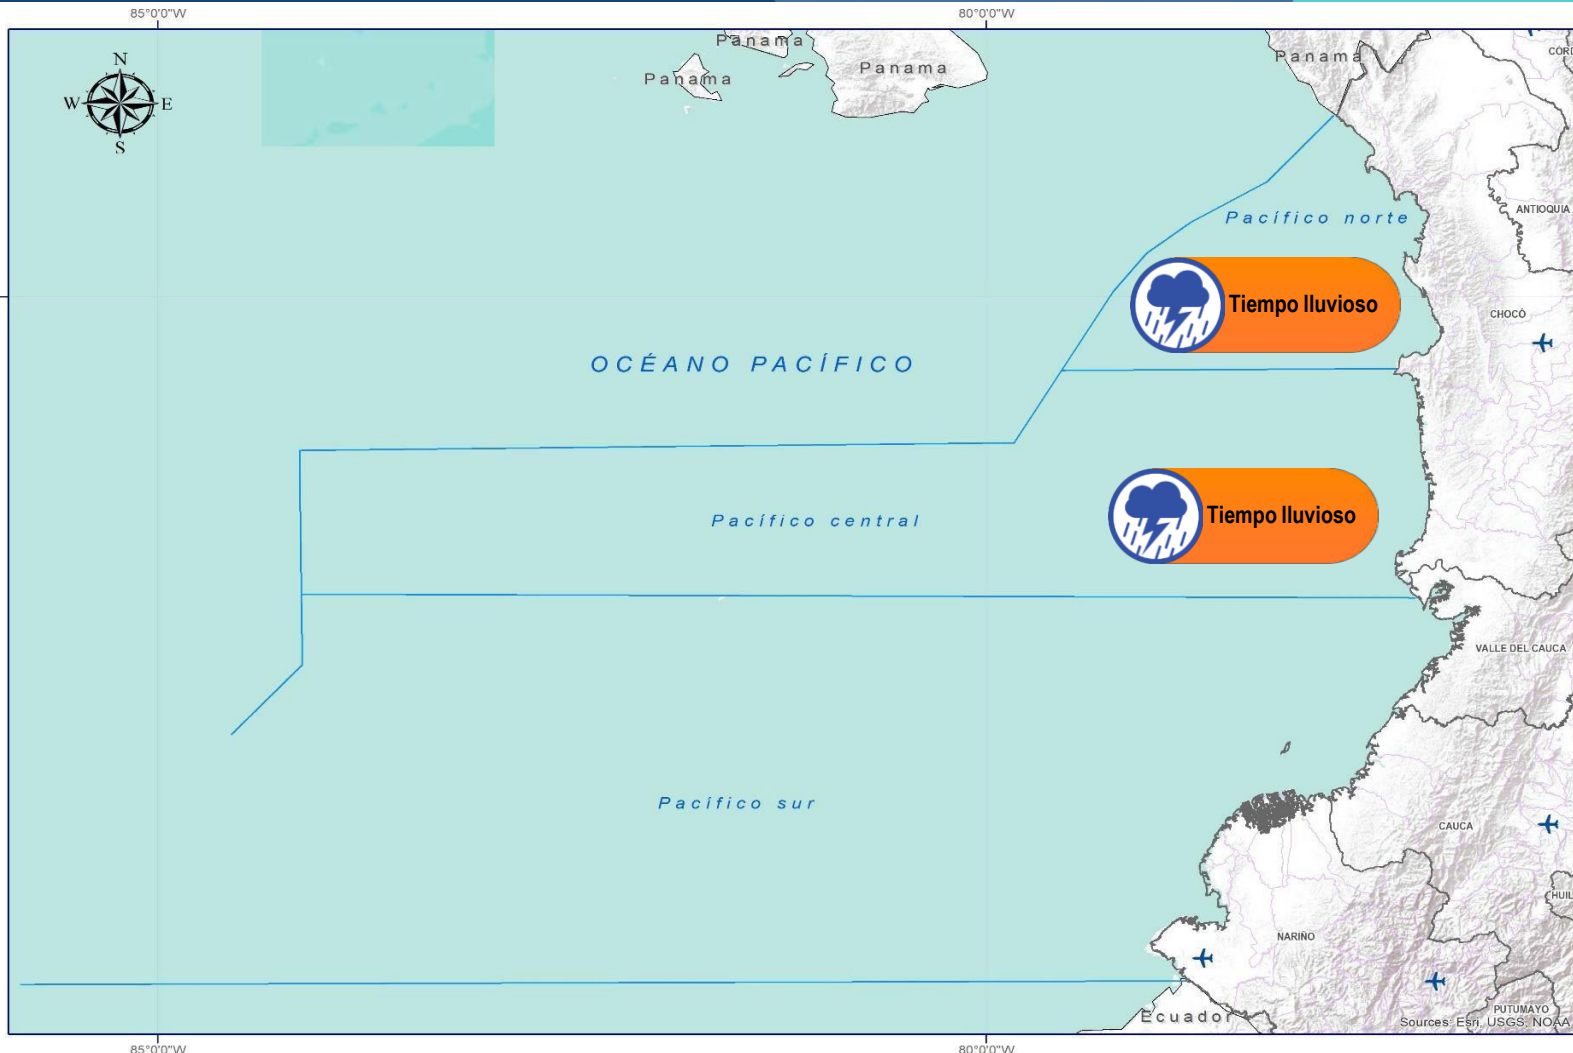 85°0'0"W
80°0'0"W
N
W E
S
Panama
Panama
Panama
Panama
ANTIOQUIA
Pacífico norte
Tiempo lluvioso
CHOCÓ
OCÉANO PACÍFICO
Tiempo lluvioso
Pacífico central
VALLE DEL CAUCA
Pacífico sur
CAUCA
NARIÑO
PUTUMAYO
Ecuador
Sources: Esri, USGS, NOAA
85°0'0"W
80°0'0"W